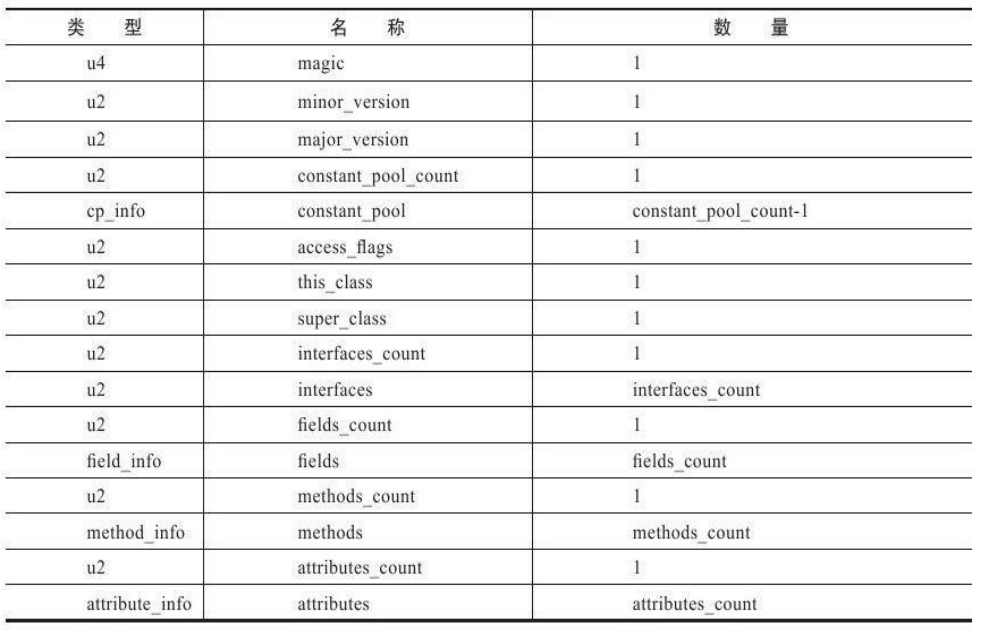 类 型 名 称 数 量
u4 magic 1
u2 minor_version 1
u2 major_version 1
u2 constant_pool_count 1
cp_info constant_pool constant_pool_count-1
u2 access_flags 1
u2 this_class 1
u2 super_class 1
u2 interfaces_count 1
u2 interfaces interfaces_count
u2 fields_count 1
field_info fields fields_count
u2 methods_count 1
method_info methods methods_count
u2 attributes_count 1
attribute_info attributes attributes_count